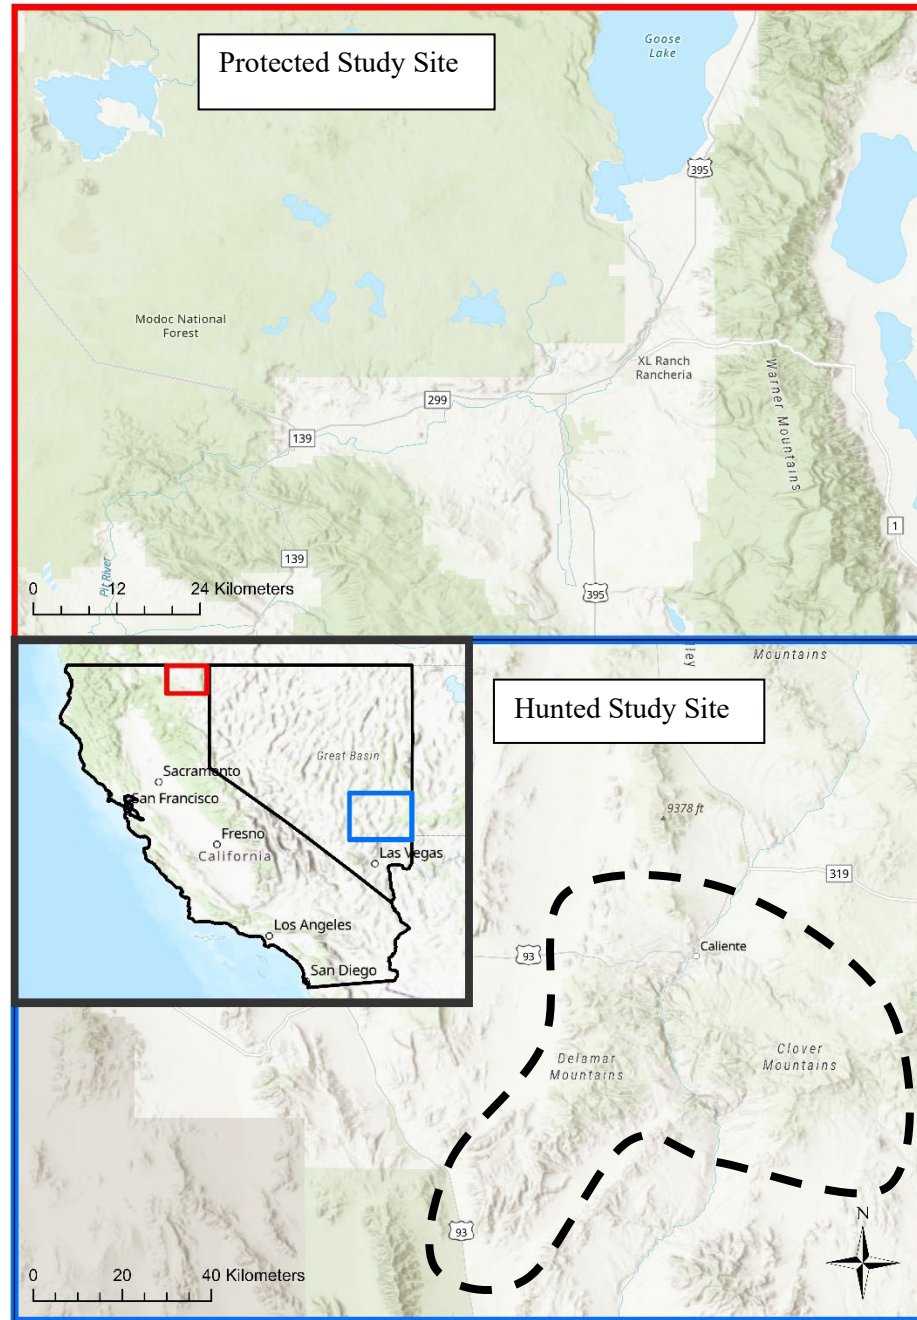 Protected Study Site
Goose
Lake
395
Modoc National
Forest
XL Ranch
Rancheria
Warner Mountains
299
139
1
139
395
Pit River
0 12 24 Kilometers
Hunted Study Site
lley
Mountains
Great Basin
Sacramento
San Francisco
Fresno
California
Las Vegas
Los Angeles
San Diego
9378 ft
319
93
Caliente
Delamar
Mountains
Clover
Mountains
93
N
0 20 40 Kilometers